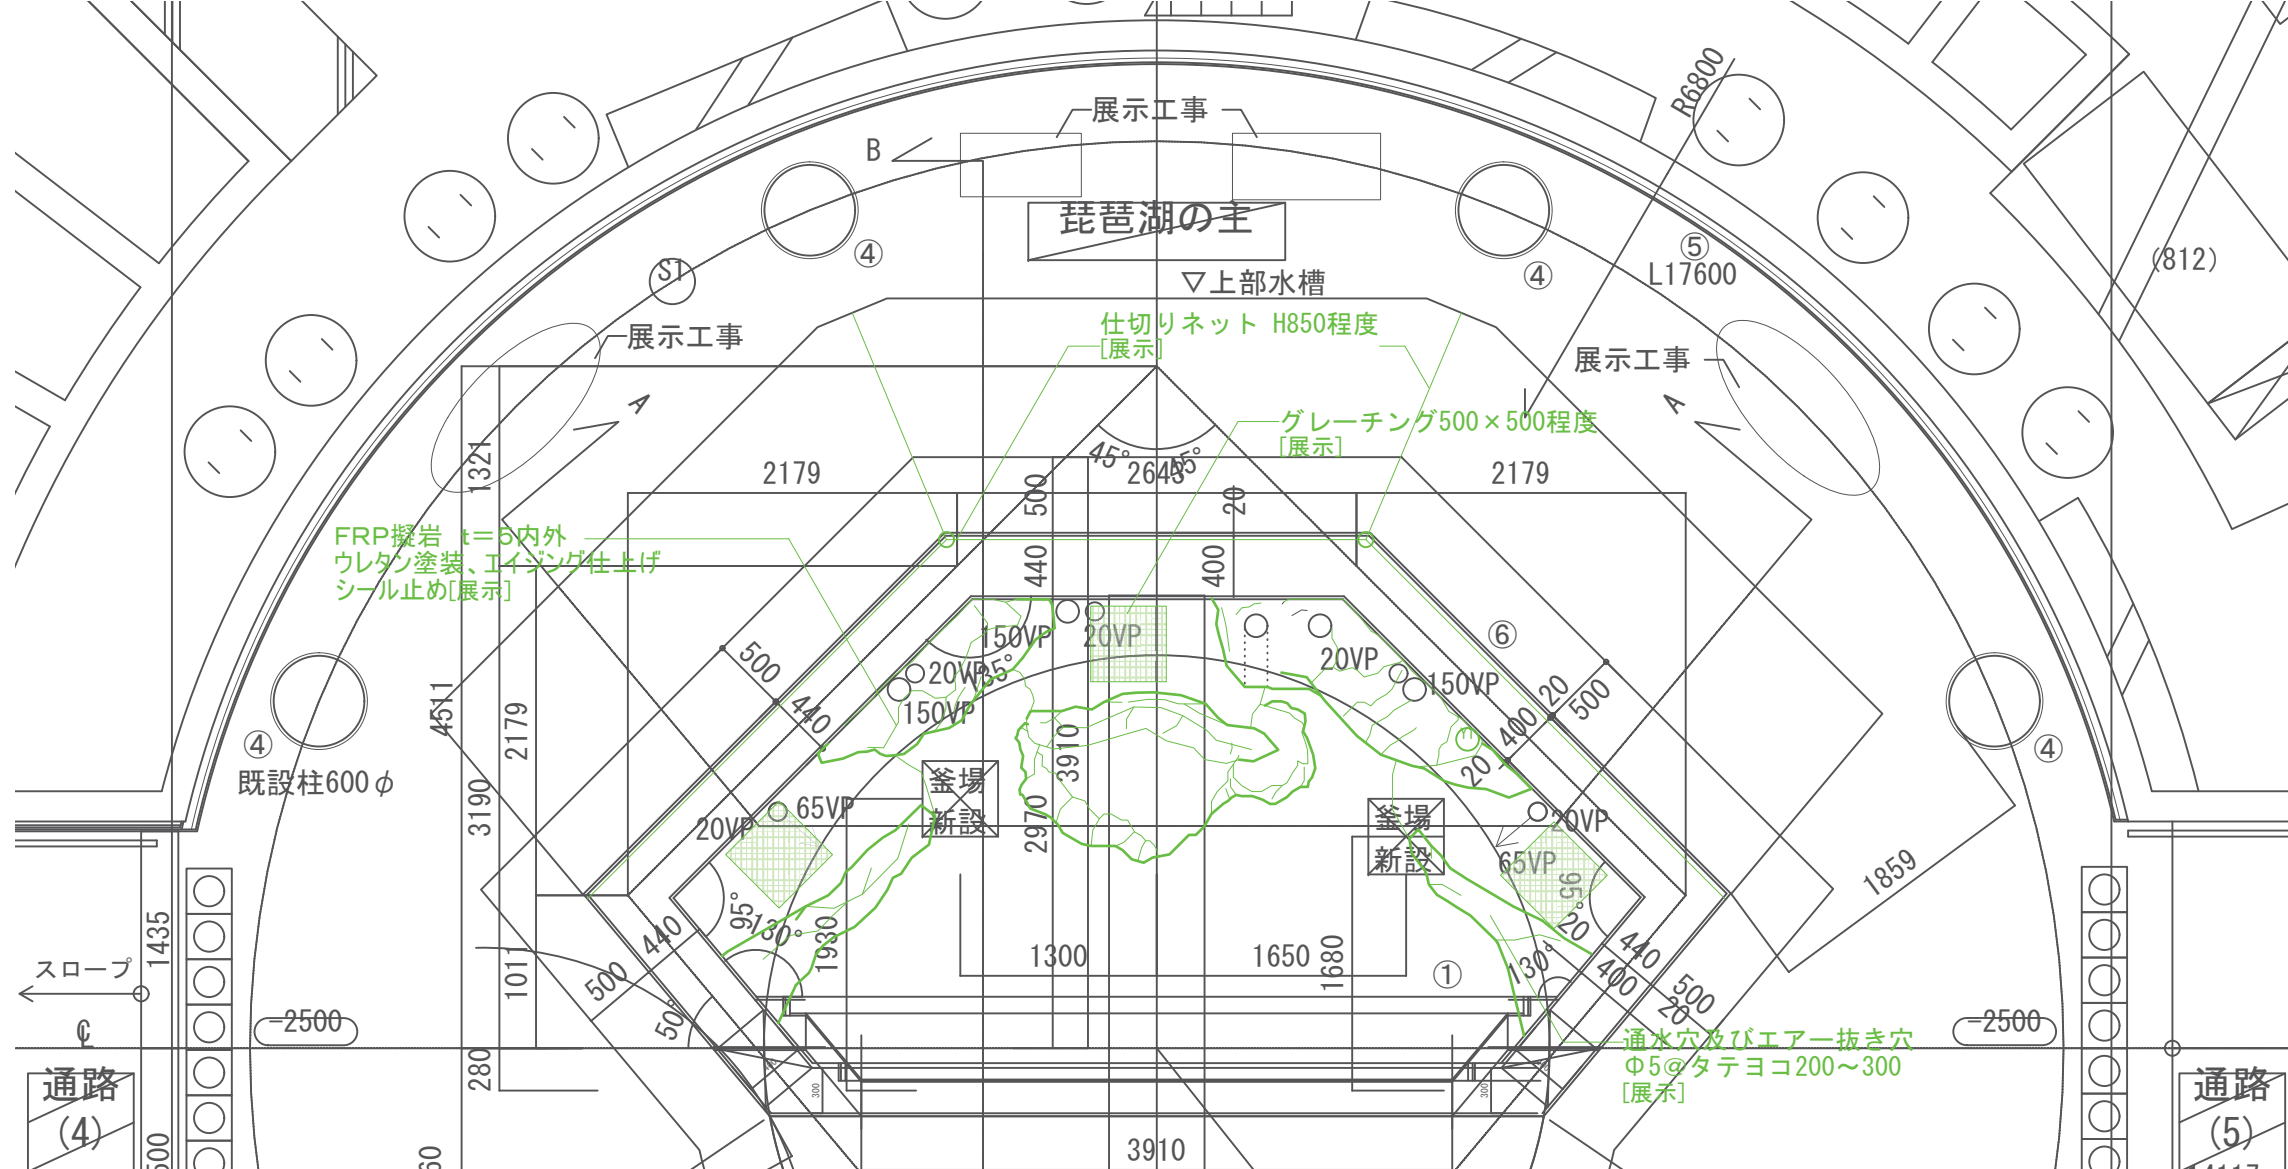 R6800
展示工事
B
琵琶湖の主
④
④
⑤
L17600
(812)
S1
▽上部水槽
展示工事
仕切りネット H850程度
[展示]
展示工事
A
A
グレーチング500×500程度
[展示]
1321
2179
45°
45°
2643
2179
500
20
FRP擬岩 t=5内外
ウレタン塗装、エイジング仕上げ
シール止め[展示]
440
400
150VP
20VP
⑥
500
20VP
135°
20VP
150VP
150VP
440
20
500
400
20
4511
2179
3910
④
既設柱600φ
④
釜場
新設
釜場
新設
3190
65VP
20VP
2970
20VP
65VP
95°
1859
95°
130°
20
440
440
1435
1930
1300
1650
1680
①
130°
400
500
20
スロープ
1011
500
50°
-2500
-2500
通水穴及びエアー抜き穴
Φ5@タテヨコ200～300
[展示]
280
300
300
通路
(4)
通路
(5)
3910